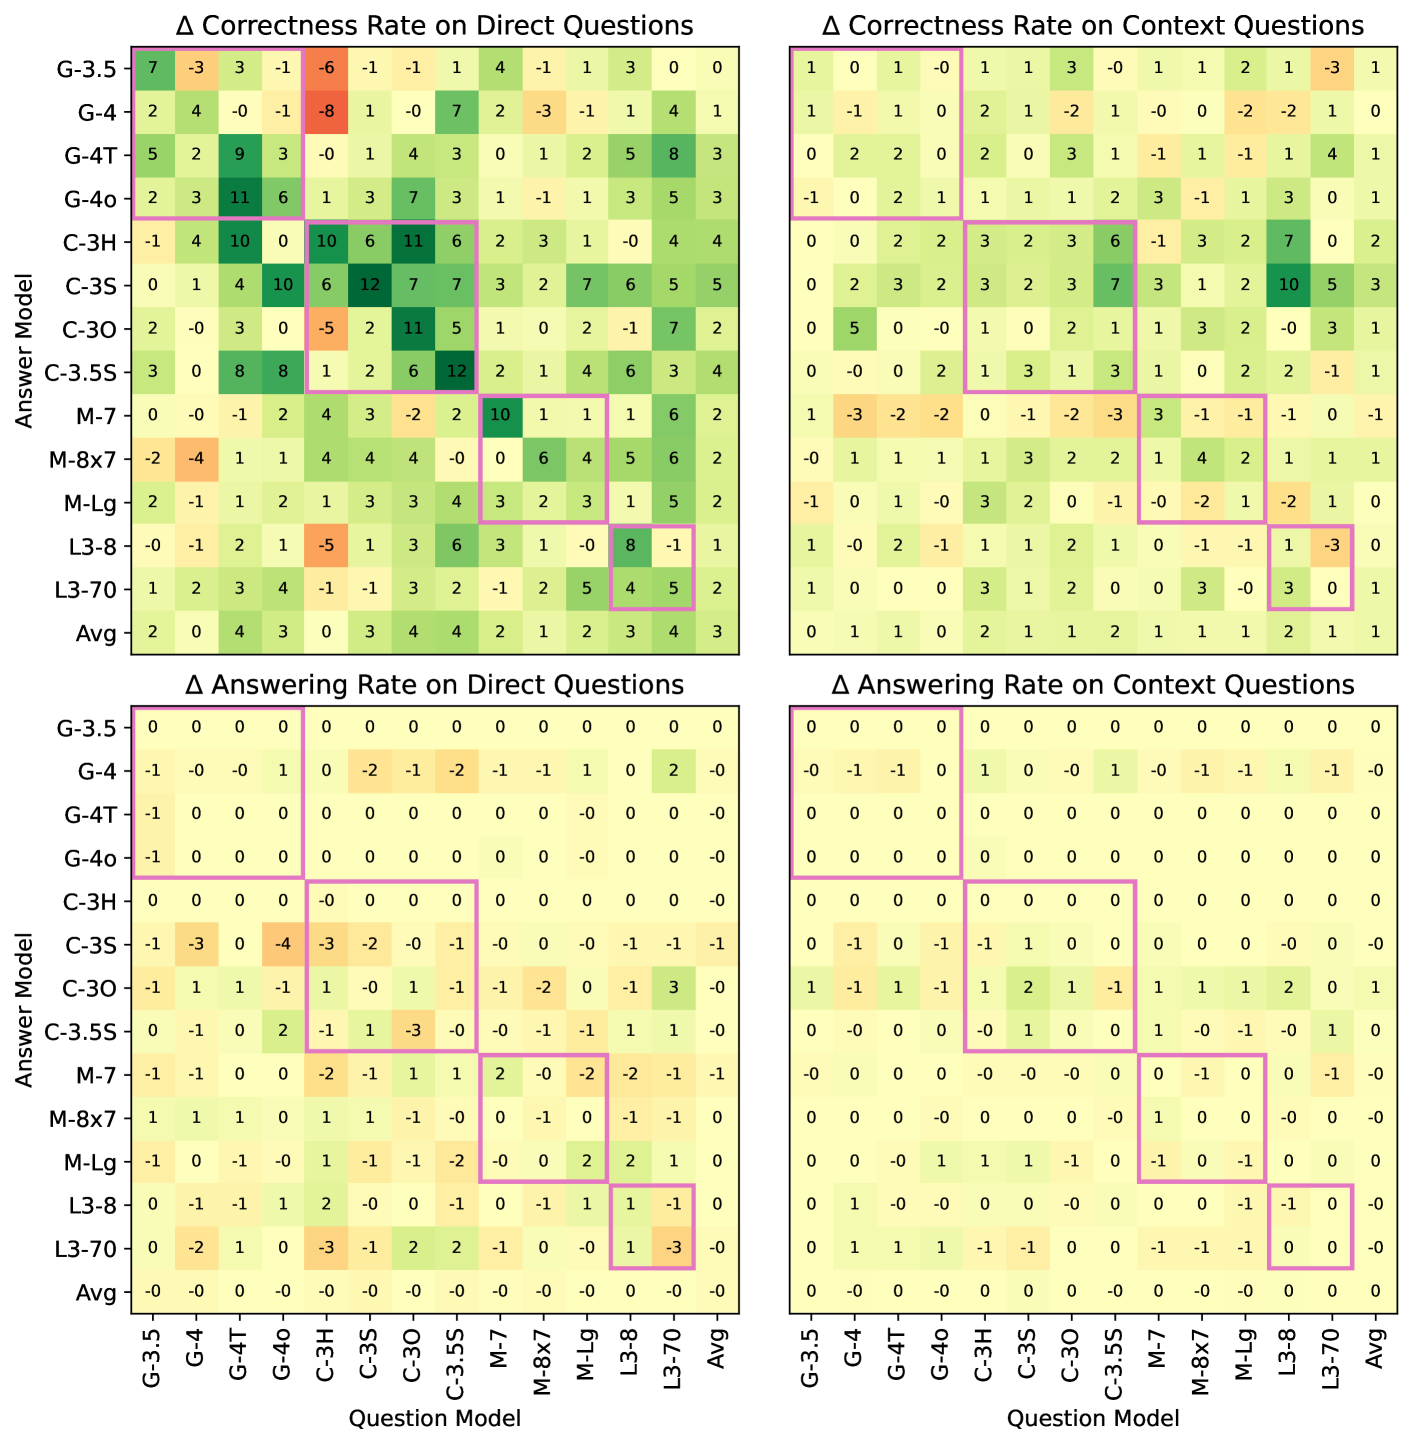 Δ Correctness Rate on Direct Questions
G-3.5 7 -3 3 -1 -6 -1 -1 1 4 -1 1 3 0 0
G-4 2 4 -0 -1 -8 1 -0 7 2 -3 -1 1 4 1
G-4T 5 2 9 3 -0 1 4 3 0 1 2 5 8 3
G-4o 2 3 11 6 1 3 7 3 1 -1 1 3 5 3
C-3H -1 4 10 0 10 6 11 6 2 3 1 -0 4 4
C-3S 0 1 4 10 6 12 7 7 3 2 7 6 5 5
C-3O 2 -0 3 0 -5 2 11 5 1 0 2 -1 7 2
C-3.5S 3 0 8 8 1 2 6 12 2 1 4 6 3 4
M-7 0 -0 -1 2 4 3 -2 2 10 1 1 1 6 2
M-8x7 -2 -4 1 1 4 4 4 -0 0 6 4 5 6 2
M-Lg 2 -1 1 2 1 3 3 4 3 2 3 1 5 2
L3-8 -0 -1 2 1 -5 1 3 6 3 1 -0 8 -1 1
L3-70 1 2 3 4 -1 -1 3 2 -1 2 5 4 5 2
Avg 2 0 4 3 0 3 4 4 2 1 2 3 4 3
Answer Model
Δ Correctness Rate on Context Questions
1 0 1 -0 1 1 3 -0 1 1 2 1 -3 1
1 -1 1 0 2 1 -2 1 -0 0 -2 -2 1 0
0 2 2 0 2 0 3 1 -1 1 -1 1 4 1
-1 0 2 1 1 1 1 2 3 -1 1 3 0 1
0 0 2 2 3 2 3 6 -1 3 2 7 0 2
0 2 3 2 3 2 3 7 3 1 2 10 5 3
0 5 0 -0 1 0 2 1 1 3 2 -0 3 1
0 -0 0 2 1 3 1 3 1 0 2 2 -1 1
1 -3 -2 -2 0 -1 -2 -3 3 -1 -1 -1 0 -1
-0 1 1 1 1 3 2 2 1 4 2 1 1 1
-1 0 1 -0 3 2 0 -1 -0 -2 1 -2 1 0
1 -0 2 -1 1 1 2 1 0 -1 -1 1 -3 0
1 0 0 0 3 1 2 0 0 3 -0 3 0 1
0 1 1 0 2 1 1 2 1 1 1 2 1 1
Δ Answering Rate on Direct Questions
G-3.5 0 0 0 0 0 0 0 0 0 0 0 0 0 0
G-4 -1 -0 -0 1 0 -2 -1 -2 -1 -1 1 0 2 -0
G-4T -1 0 0 0 0 0 0 0 0 0 -0 0 0 -0
G-4o -1 0 0 0 0 0 0 0 0 0 -0 0 0 -0
C-3H 0 0 0 0 -0 0 0 0 0 0 0 0 0 -0
C-3S -1 -3 0 -4 -3 -2 -0 -1 -0 0 -0 -1 -1 -1
C-3O -1 1 1 -1 1 -0 1 -1 -1 -2 0 -1 3 -0
C-3.5S 0 -1 0 2 -1 1 -3 -0 -0 -1 -1 1 1 -0
M-7 -1 -1 0 0 -2 -1 1 1 2 -0 -2 -2 -1 -1
M-8x7 1 1 1 0 1 1 -1 -0 0 -1 0 -1 -1 0
M-Lg -1 0 -1 -0 1 -1 -1 -2 -0 0 2 2 1 0
L3-8 0 -1 -1 1 2 -0 0 -1 0 -1 1 1 -1 0
L3-70 0 -2 1 0 -3 -1 2 2 -1 0 -0 1 -3 -0
Avg -0 -0 -0 -0 -0 -0 -0 -0 -0 -0 -0 0 0 -0
G-3.5 G-4 G-4T G-4o C-3H C-3S C-3O C-3.5S M-7 M-8x7 M-Lg L3-8 L3-70 Avg
Question Model
Answer Model
Δ Answering Rate on Context Questions
0 0 0 0 0 0 0 0 0 0 0 0 0 0
-0 -1 -1 0 1 0 -0 1 -0 -1 -1 1 -1 -0
0 0 0 0 0 0 0 0 0 0 0 0 0 0
0 0 0 0 0 0 0 0 0 0 0 0 0 0
0 0 0 0 0 0 0 0 0 0 0 0 0 0
0 -1 0 -1 -1 1 0 0 0 0 0 -0 0 -0
1 -1 1 -1 1 2 1 -1 1 1 1 2 0 1
0 -0 0 0 -0 1 0 0 1 -0 -1 -0 1 0
-0 0 0 0 -0 -0 -0 0 0 -1 0 0 -1 -0
0 0 0 -0 0 0 0 -0 1 0 0 -0 0 -0
0 0 -0 1 1 1 -1 0 -1 0 -1 0 0 0
0 1 -0 -0 0 0 -0 0 0 0 -1 -1 0 -0
0 1 1 1 -1 -1 0 0 -1 -1 -1 0 0 -0
0 -0 0 -0 0 0 -0 0 0 -0 -0 0 -0 0
G-3.5 G-4 G-4T G-4o C-3H C-3S C-3O C-3.5S M-7 M-8x7 M-Lg L3-8 L3-70 Avg
Question Model